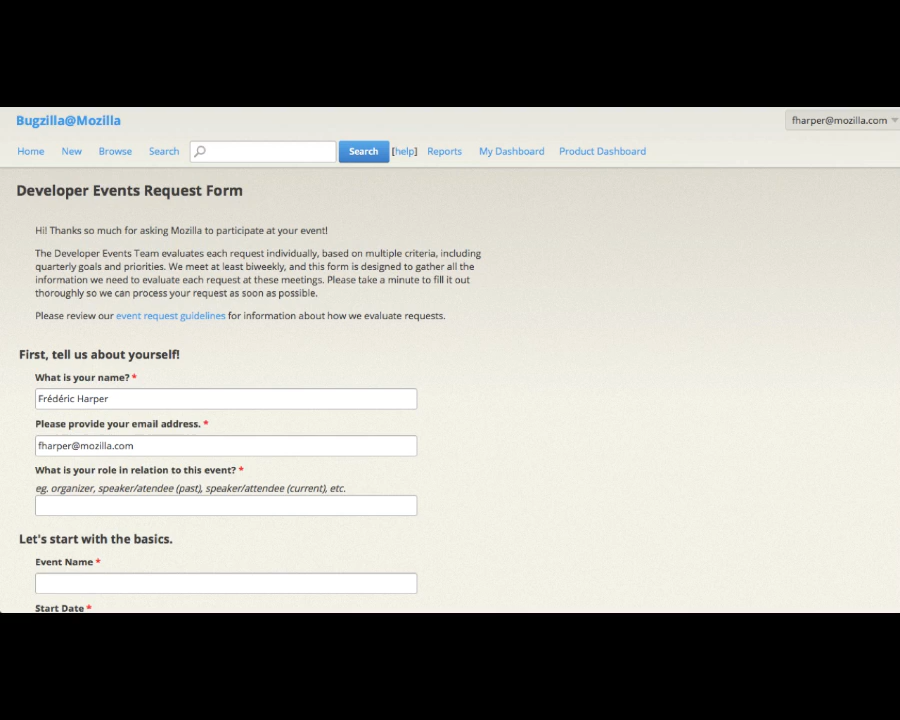 Bugzilla@Mozilla
fharper@mozilla.com
Home New Browse Search Search [help] Reports My Dashboard Product Dashboard
Developer Events Request Form
Hi! Thanks so much for asking Mozilla to participate at your event!
The Developer Events Team evaluates each request individually, based on multiple criteria, including
quarterly goals and priorities. We meet at least biweekly, and this form is designed to gather all the
information we need to evaluate each request at these meetings. Please take a minute to fill it out
thoroughly so we can process your request as soon as possible.
Please review our event request guidelines for information about how we evaluate requests.
First, tell us about yourself!
What is your name? *
Frédéric Harper
Please provide your email address. *
fharper@mozilla.com
What is your role in relation to this event? *
eg. organizer, speaker/atendee (past), speaker/attendee (current), etc.
Let's start with the basics.
Event Name *
Start Date *